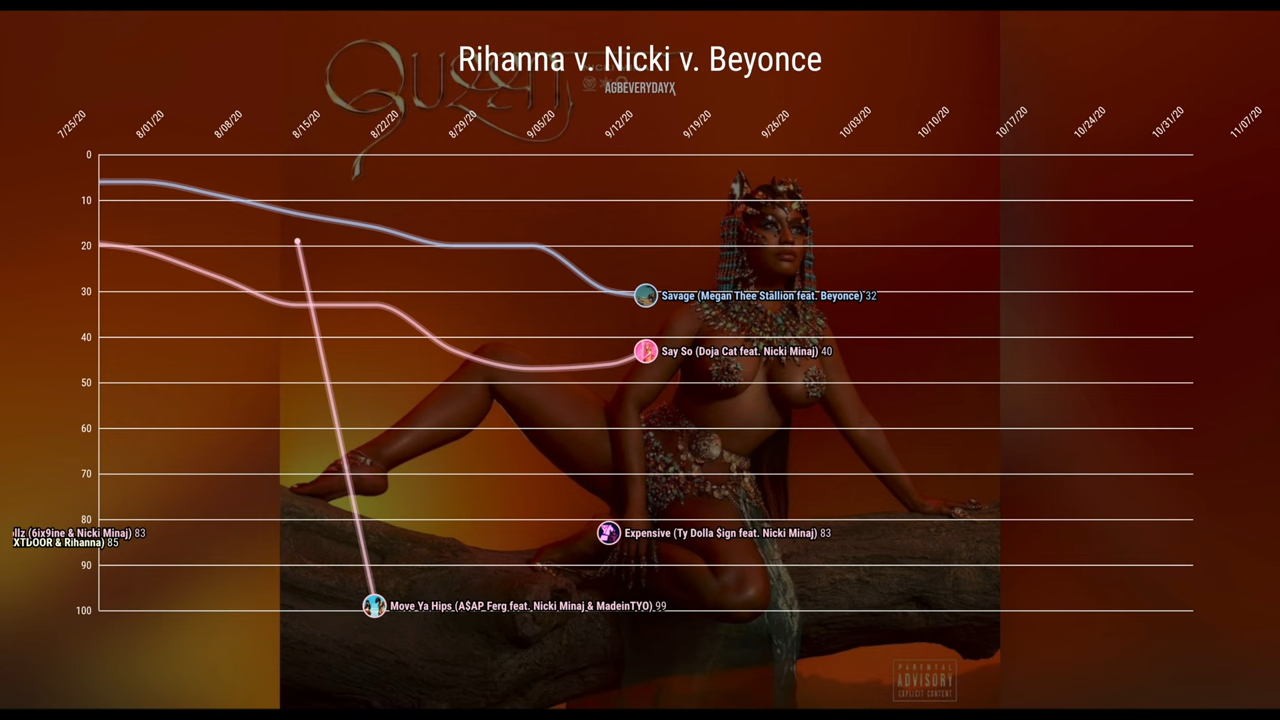 QUEEN
Rihanna v. Nicki v. Beyonce
AGBEVERYDAYX
7/25/20 8/01/20 8/08/20 8/15/20 8/22/20 8/29/20 9/05/20 9/12/20 9/19/20 9/26/20 10/03/20 10/10/20 10/17/20 10/24/20 10/31/20 11/07/20
0
10
20
30
Savage (Megan Thee Stallion feat. Beyonce) 32
40
Say So (Doja Cat feat. Nicki Minaj) 40
50
60
70
80
llz (6ix9ine & Nicki Minaj) 83
Expensive (Ty Dolla $ign feat. Nicki Minaj) 83
XTDOOR & Rihanna) 85
90
100
Move Ya Hips (A$AP Ferg feat. Nicki Minaj & MadeinTYO) 99
PARENTAL
ADVISORY
EXPLICIT CONTENT